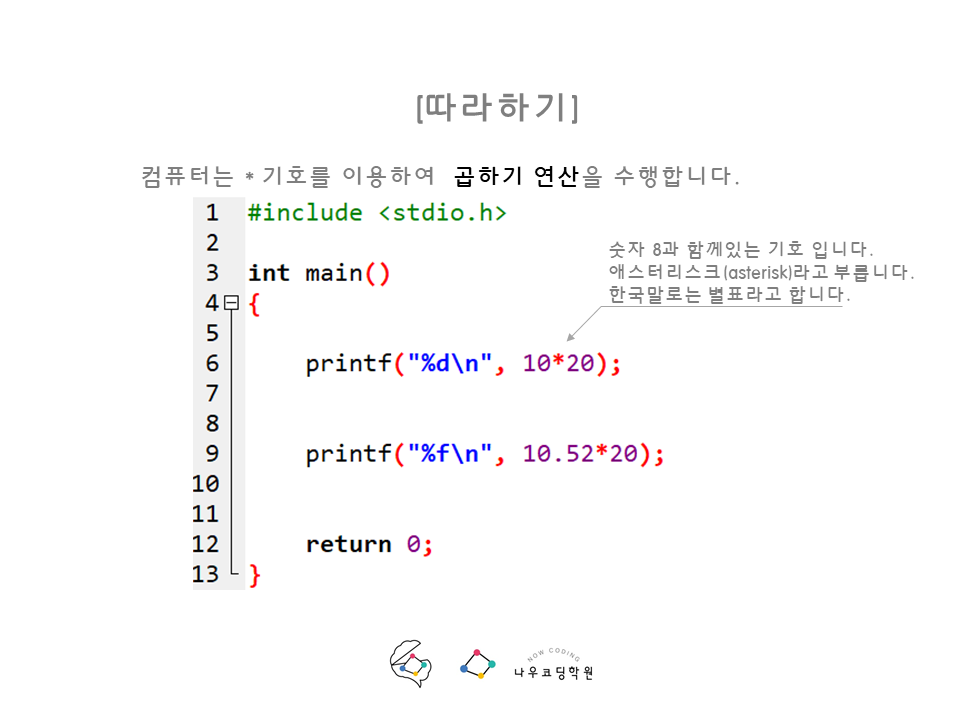 [따라하기]
컴퓨터는 * 기호를 이용하여 곱하기 연산을 수행합니다.
숫자 8과 함께있는 기호 입니다.
애스터리스크(asterisk)라고 부릅니다.
한국말로는 별표라고 합니다.
1 #include <stdio.h>
2
3 int main()
4 {
5
6 printf("%d\n", 10*20);
7
8
9 printf("%f\n", 10.52*20);
10
11
12 return 0;
13 }
NOW CODING
나우코딩학원